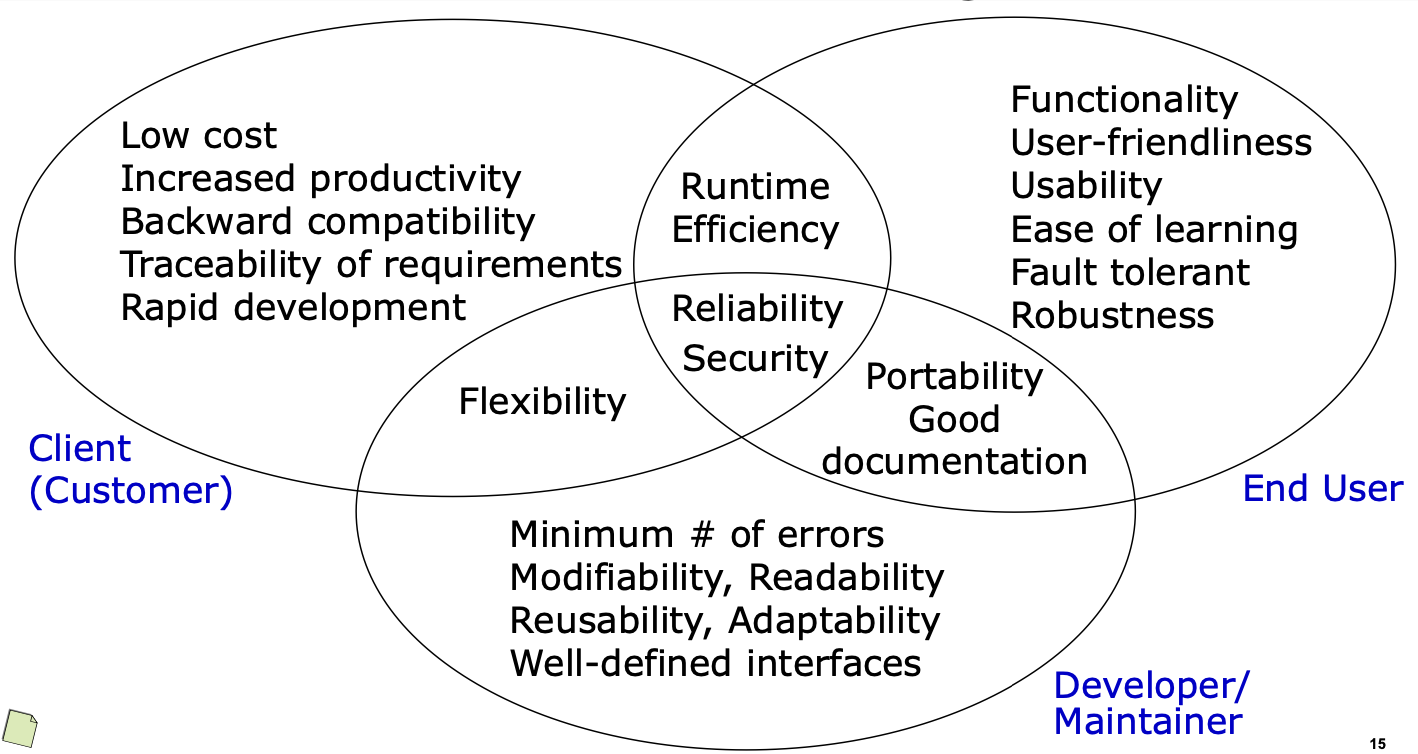 Low cost
Increased productivity
Backward compatibility
Traceability of requirements
Rapid development
Runtime
Efficiency
Functionality
User-friendliness
Usability
Ease of learning
Fault tolerant
Robustness
Reliability
Security
Flexibility
Portability
Good
documentation
Client
(Customer)
End User
Minimum # of errors
Modifiability, Readability
Reusability, Adaptability
Well-defined interfaces
Developer/
Maintainer
15